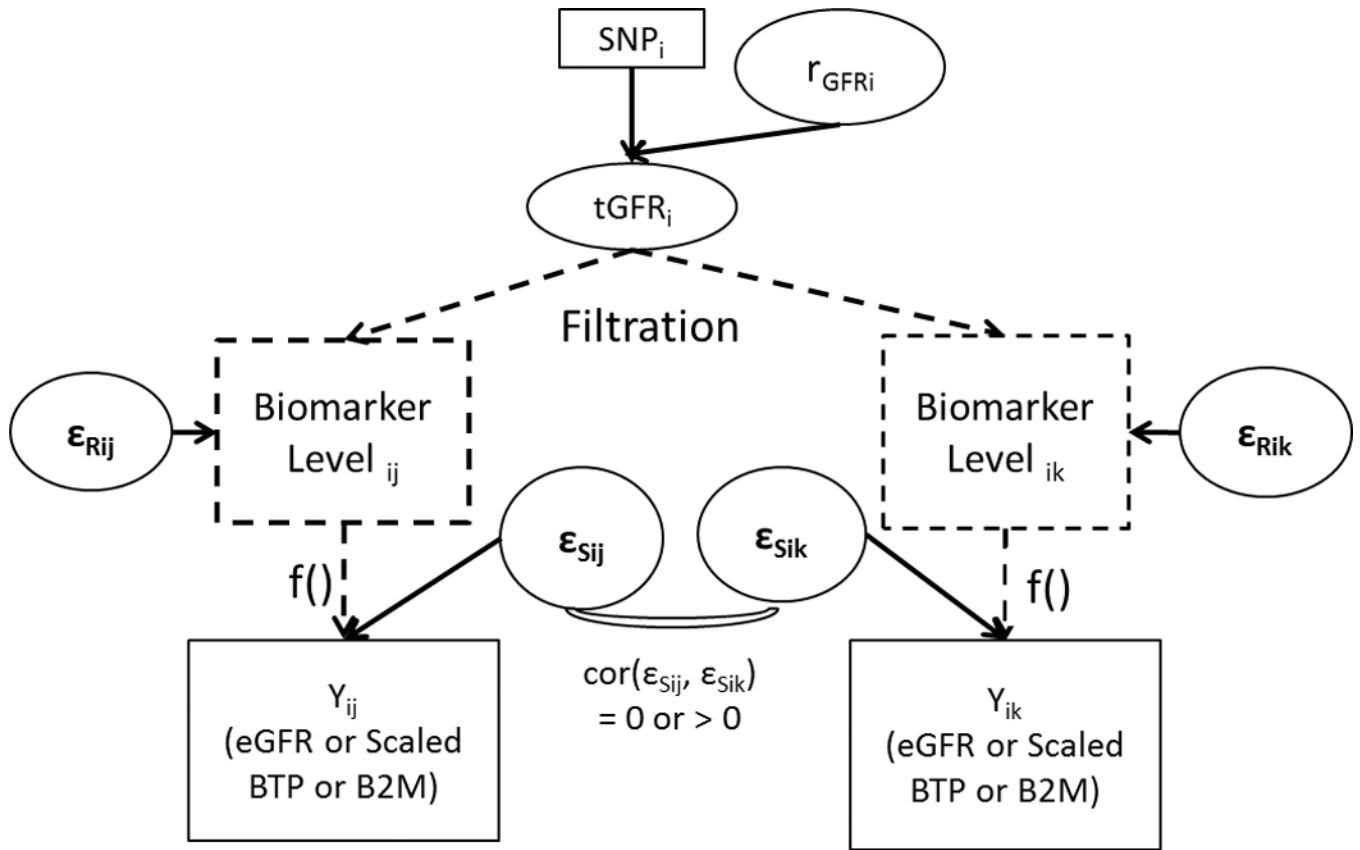 SNPi
rGFRi
tGFRi
Filtration
Biomarker
Level ij
Biomarker
Level ik
εRij
εRik
εSij
εSik
f()
f()
cor(εSij, εSik)
= 0 or > 0
Yij
(eGFR or Scaled
BTP or B2M)
Yik
(eGFR or Scaled
BTP or B2M)